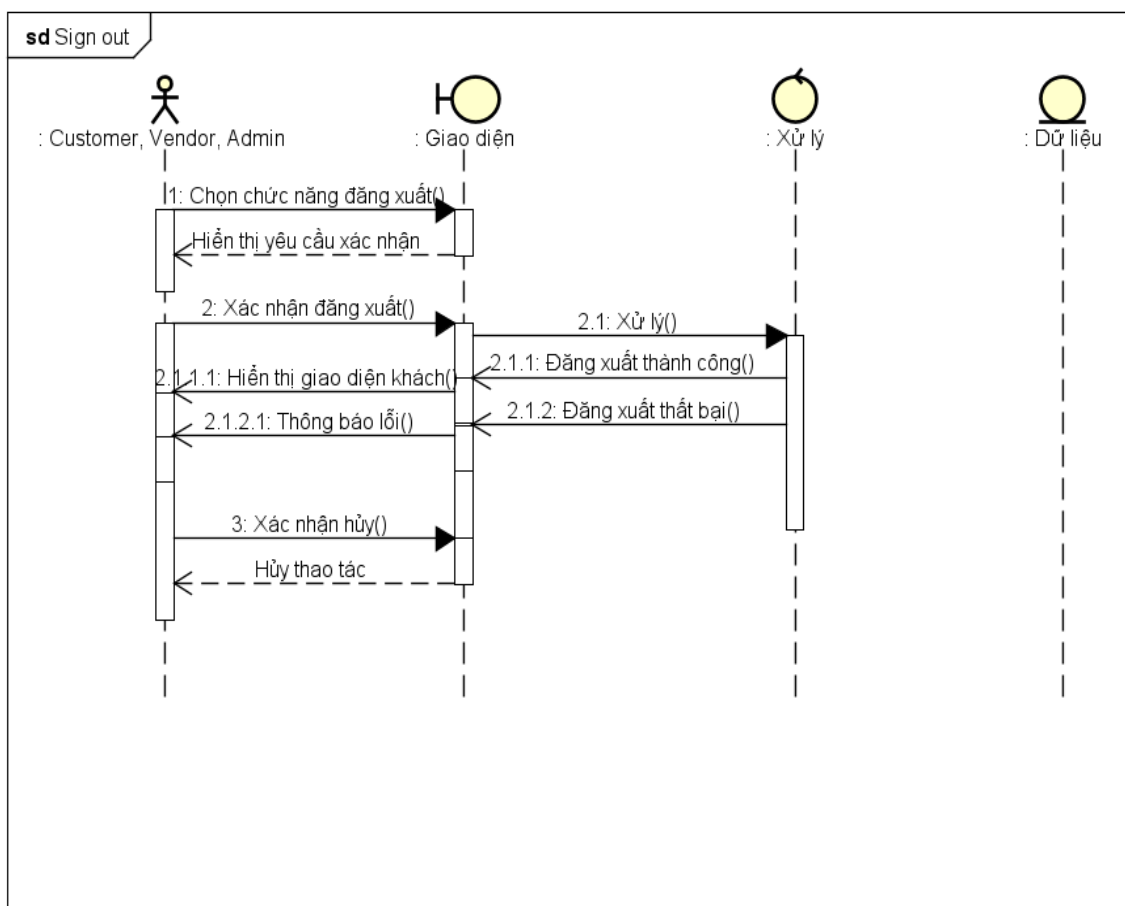 sd Sign out
: Customer, Vendor, Admin
: Giao diện
: Xử lý
: Dữ liệu
1: Chọn chức năng đăng xuất()
Hiển thị yêu cầu xác nhận
2: Xác nhận đăng xuất()
2.1: Xử lý()
2.1.1: Đăng xuất thành công()
2.1.1.1: Hiển thị giao diện khách()
2.1.2: Đăng xuất thất bại()
2.1.2.1: Thông báo lỗi()
3: Xác nhận hủy()
Hủy thao tác